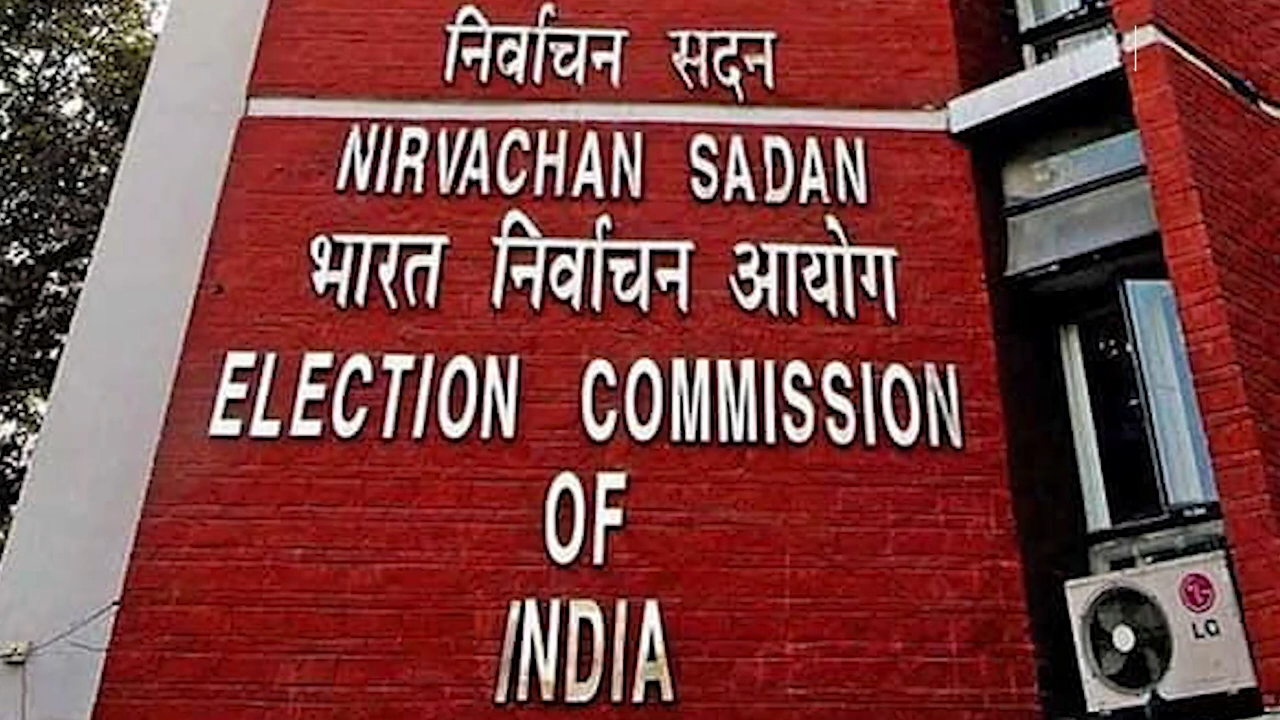 निर्वाचन सदन
NIRVACHAN SADAN
भारत निर्वाचन आयोग
ELECTION COMMISSION
OF
INDIA
LG